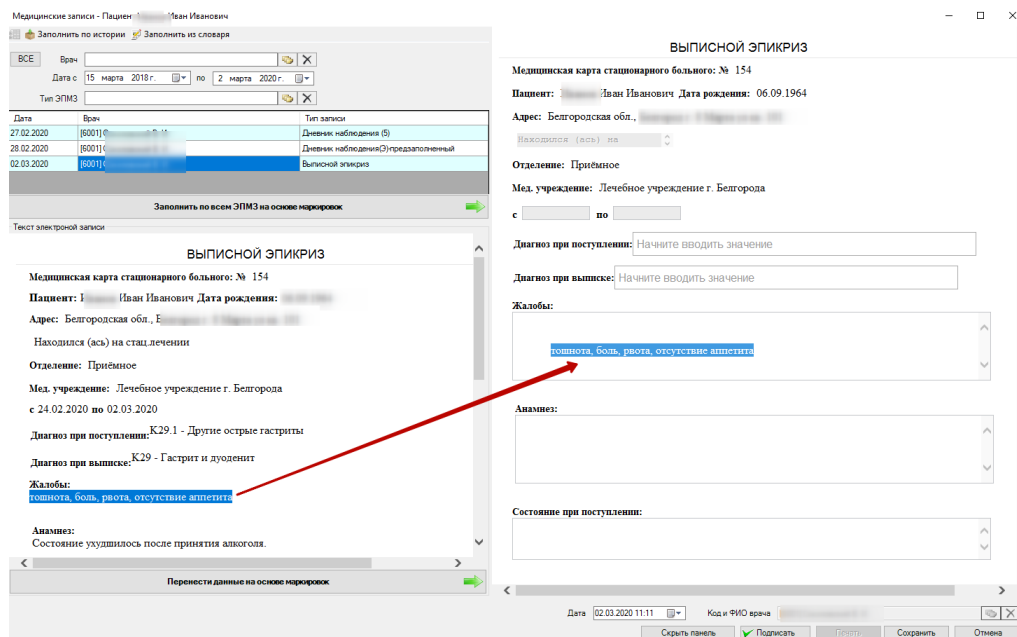 Медицинские записи - Пациен Иван Иванович
Заполнить по истории Заполнить из словаря
ВСЕ Врач
Дата с 15 марта 2018 г. по 2 марта 2020 г.
Тип ЭПМЗ
Дата Врач Тип записи
27.02.2020 [6001] Дневник наблюдения (5)
28.02.2020 [6001] Дневник наблюдения(Э)-предзаполненный
02.03.2020 [6001] Выписной эпикриз
Заполнить по всем ЭПМЗ на основе маркировок
Текст электроной записи
ВЫПИСНОЙ ЭПИКРИЗ
Медицинская карта стационарного больного: № 154
Пациент: Иван Иванович Дата рождения:
Адрес: Белгородская обл.,
Находился (ась) на стац.лечении
Отделение: Приёмное
Мед. учреждение: Лечебное учреждение г. Белгорода
с 24.02.2020 по 02.03.2020
Диагноз при поступлении: K29.1 - Другие острые гастриты
Диагноз при выписке: K29 - Гастрит и дуоденит
Жалобы:
тошнота, боль, рвота, отсутствие аппетита
Анамнез:
Состояние ухудшилось после принятия алкоголя.
Перенести данные на основе маркировок
ВЫПИСНОЙ ЭПИКРИЗ
Медицинская карта стационарного больного: № 154
Пациент: Иван Иванович Дата рождения: 06.09.1964
Адрес: Белгородская обл.,
Находился (ась) на
Отделение: Приёмное
Мед. учреждение: Лечебное учреждение г. Белгорода
с по
Диагноз при поступлении: Начните вводить значение
Диагноз при выписке: Начните вводить значение
Жалобы:
тошнота, боль, рвота, отсутствие аппетита
Анамнез:
Состояние при поступлении:
Дата 02.03.2020 11:11 Код и ФИО врача
Скрыть панель Подписать Печать Сохранить Отмена